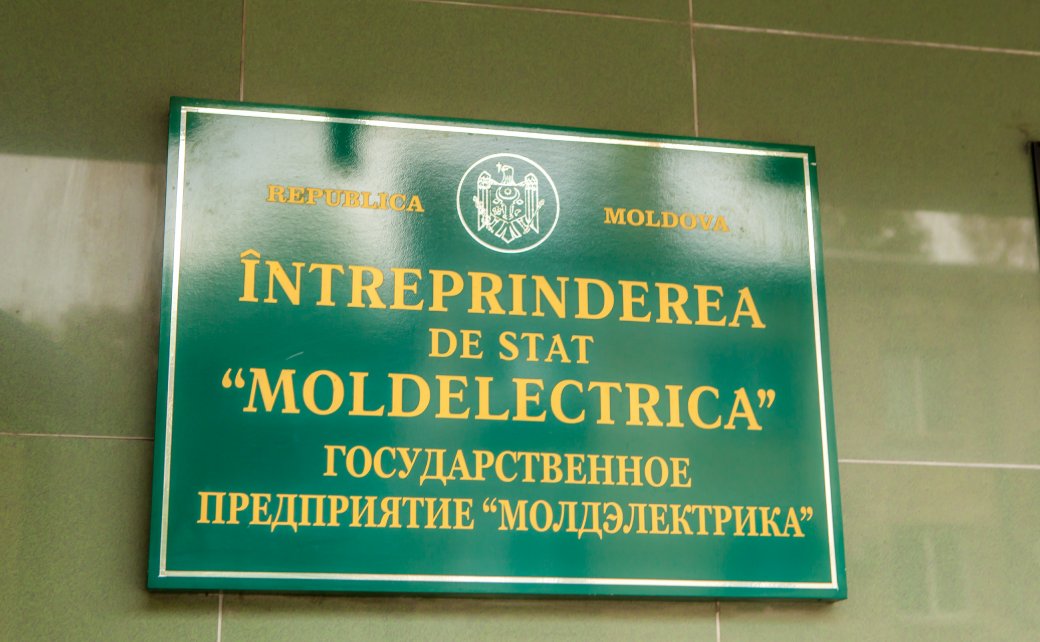 REPUBLICA MOLDOVA
ÎNTREPRINDEREA
DE STAT
“MOLDELECTRICA”
ГОСУДАРСТВЕННОЕ
ПРЕДПРИЯТИЕ “МОЛДЭЛЕКТРИКА”